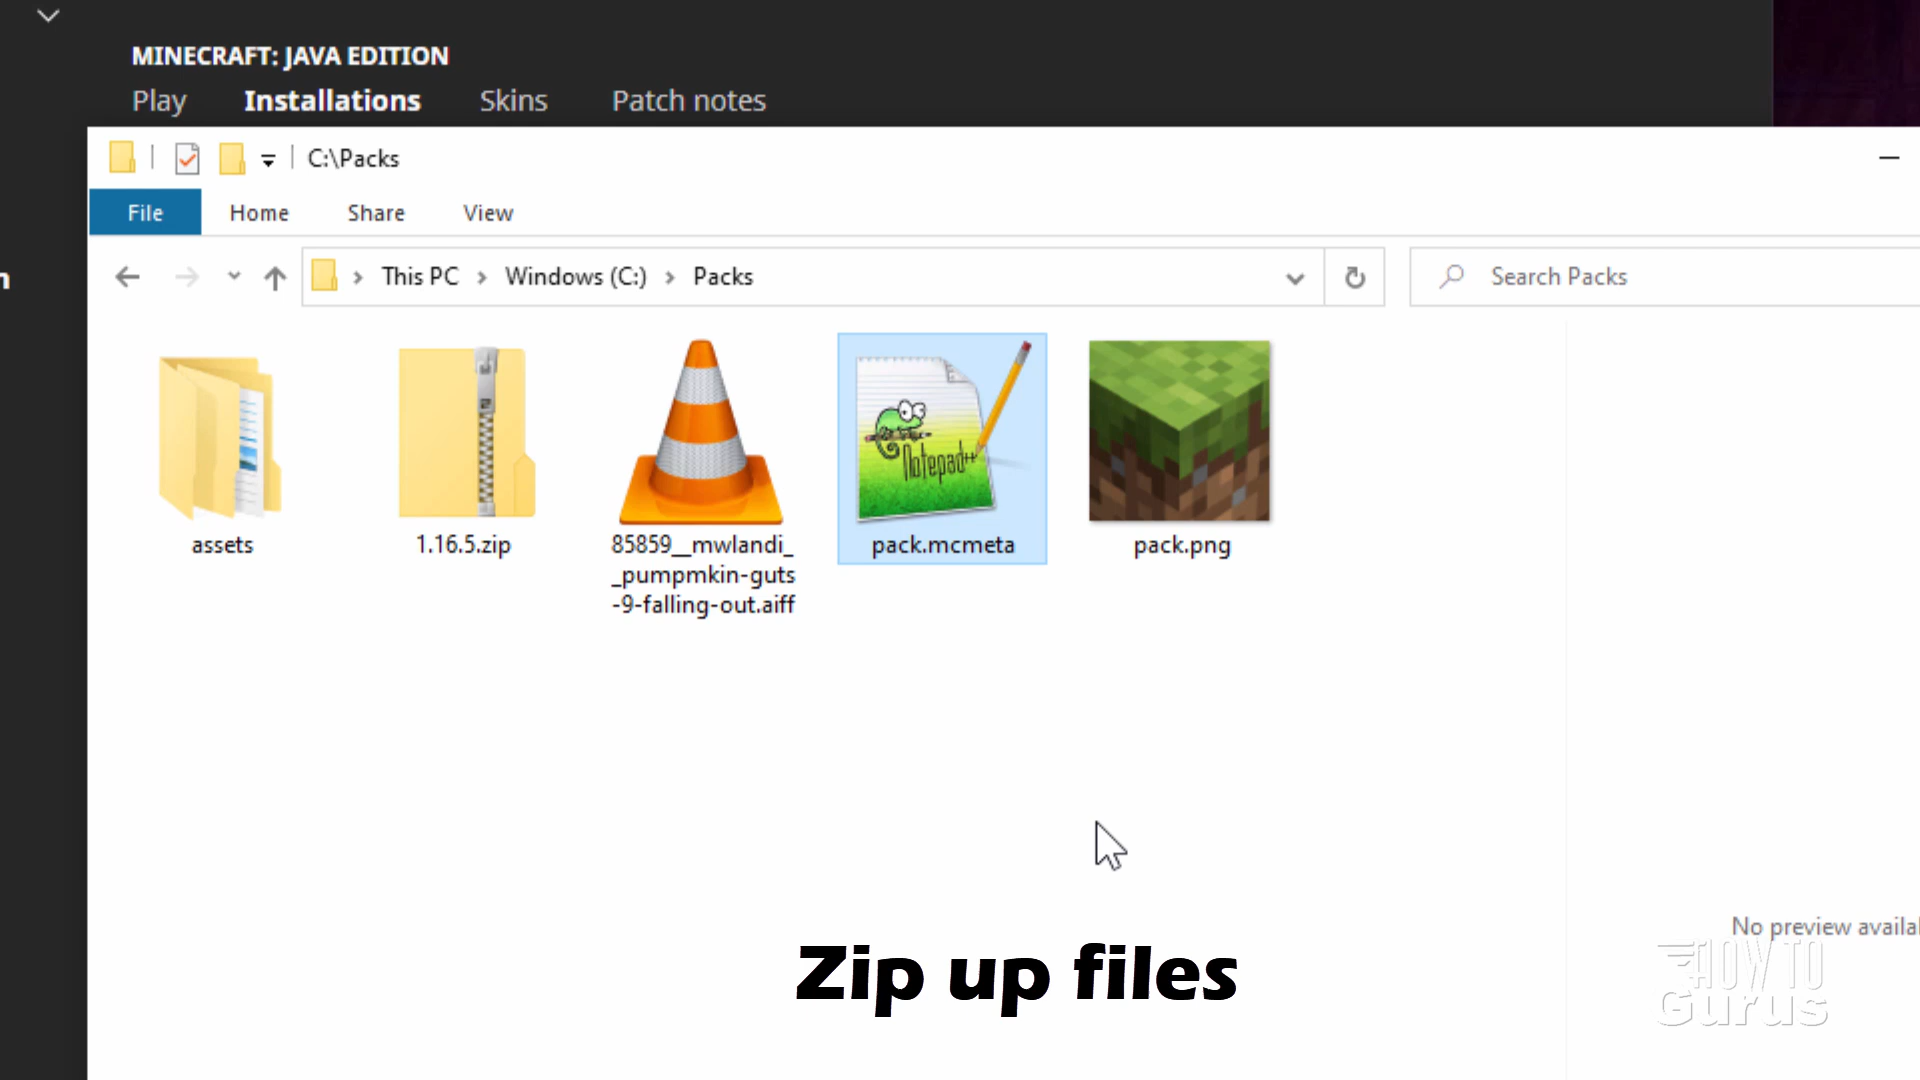 MINECRAFT: JAVA EDITION
Play Installations Skins Patch notes
C:\Packs
File Home Share View
This PC Windows (C:) Packs
Search Packs
Notepad++
assets
1.16.5.zip
85859__mwlandi_
_pumpmkin-guts
-9-falling-out.aiff
pack.mcmeta
pack.png
No preview
Zip up files
HOW TO
Gurus